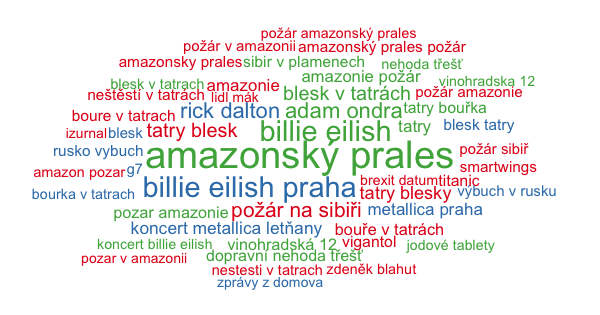 požár amazonský prales
požár v amazonii amazonský prales požár
amazonsky prales sibir v plamenech nehoda třešť
amazonie požár
blesk v tatrach amazonie vinohradska 12
neštěstí v tatrách lidl mák blesk v tatrách požár amazonie
boure v tatrach rick dalton adam ondra tatry bouřka
izurnal blesk tatry blesk billie eilish tatry blesk tatry
rusko vybuch amazonský prales požár sibiř
amazon pozar g7 smartwings
bourka v tatrach billie eilish praha brexit datum titanic
tatry blesky výbuch v rusku
pozar amazonie požár na sibiři metallica praha
koncert metallica letňany bouře v tatrách
koncert billie eilish vinohradská 12 vigantol jodové tablety
pozar v amazonii dopravní nehoda třešť
nestesti v tatrach zdeněk blahut
zprávy z domova